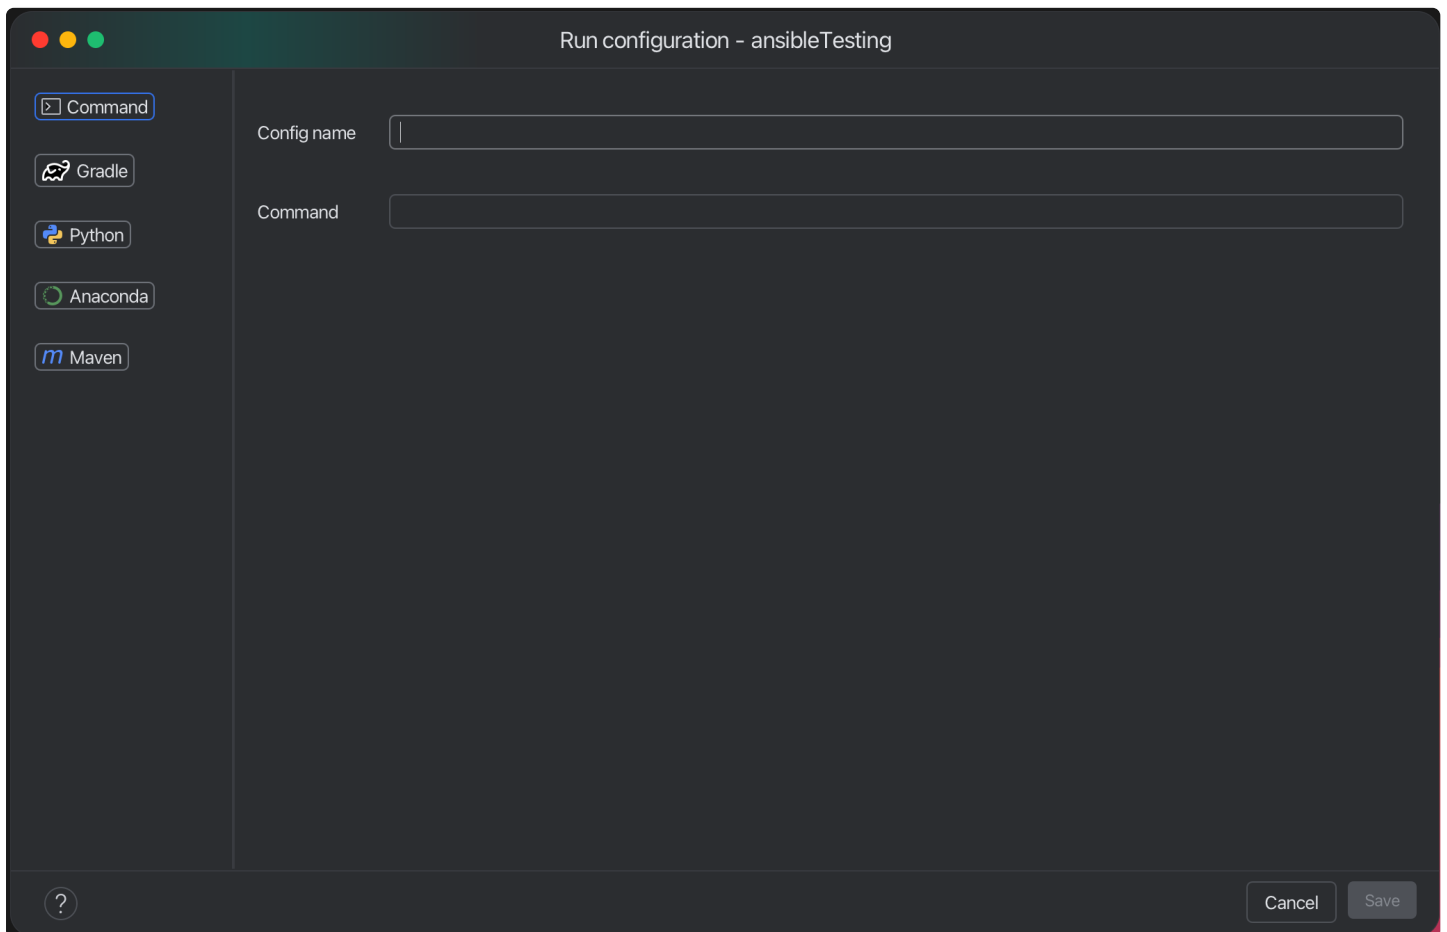 Run configuration - ansibleTesting
Command
Gradle
Python
Anaconda
m Maven
Config name
Command
?
Cancel
Save